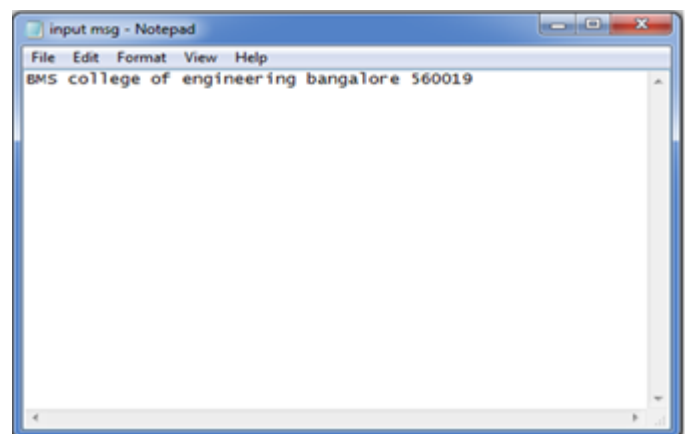 input msg - Notepad
File Edit Format View Help
BMS college of engineering bangalore 560019